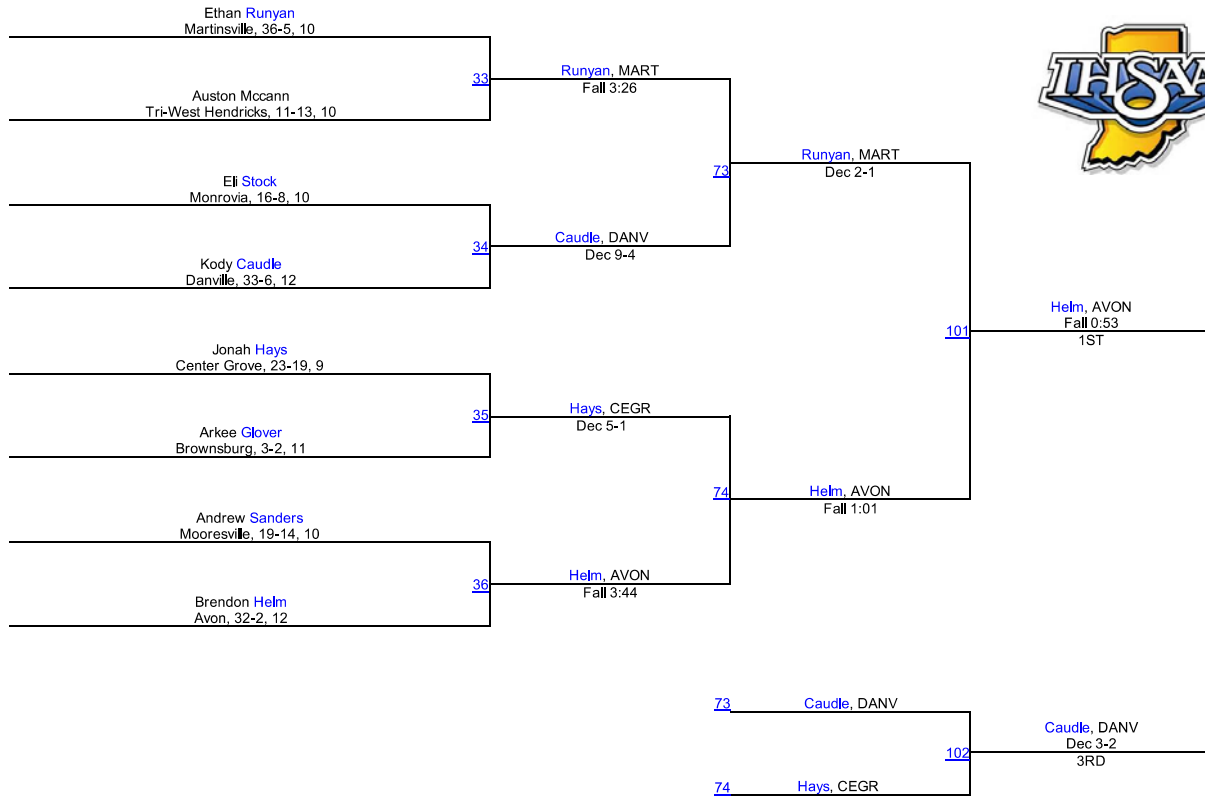 Ethan Runyan
Martinsville, 36-5, 10
33
Runyan, MART
Fall 3:26
Auston Mccann
Tri-West Hendricks, 11-13, 10
73
Runyan, MART
Dec 2-1
IHSAA
Eli Stock
Monrovia, 16-8, 10
34
Caudle, DANV
Dec 9-4
Kody Caudle
Danville, 33-6, 12
101
Helm, AVON
Fall 0:53
1ST
Jonah Hays
Center Grove, 23-19, 9
35
Hays, CEGR
Dec 5-1
Arkee Glover
Brownsburg, 3-2, 11
74
Helm, AVON
Fall 1:01
Andrew Sanders
Mooresville, 19-14, 10
36
Helm, AVON
Fall 3:44
Brendon Helm
Avon, 32-2, 12
73
Caudle, DANV
102
Caudle, DANV
Dec 3-2
3RD
74
Hays, CEGR